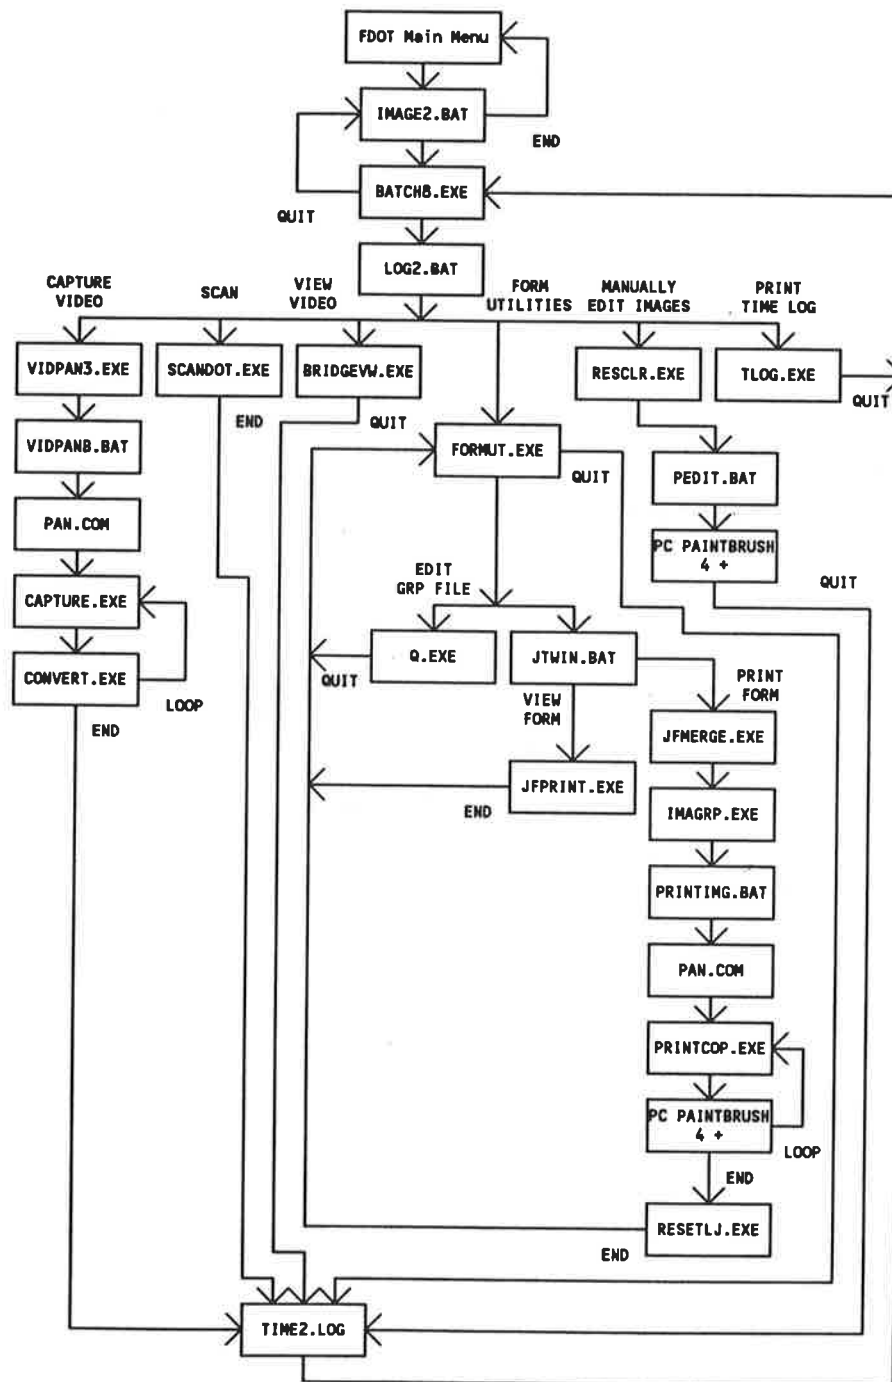 FDOT Main Menu
IMAGE2.BAT
END
BATCH8.EXE
QUIT
LOG2.BAT
CAPTURE
VIDEO
SCAN
VIEW
VIDEO
FORM
UTILITIES
MANUALLY
EDIT IMAGES
PRINT
TIME LOG
VIDPAN3.EXE
SCANDOT.EXE
BRIDGEVW.EXE
RESCLR.EXE
TLOG.EXE
QUIT
END
QUIT
VIDPANB.BAT
FORMUT.EXE
QUIT
PEDIT.BAT
PAN.COM
PC PAINTBRUSH
4 +
QUIT
EDIT
GRP FILE
CAPTURE.EXE
Q.EXE
JTWIN.BAT
QUIT
CONVERT.EXE
LOOP
END
VIEW
FORM
PRINT
FORM
JFMERGE.EXE
JFPRINT.EXE
END
IMAGRP.EXE
PRINTIMG.BAT
PAN.COM
PRINTCOP.EXE
PC PAINTBRUSH
4 +
LOOP
END
RESETLJ.EXE
END
TIME2.LOG